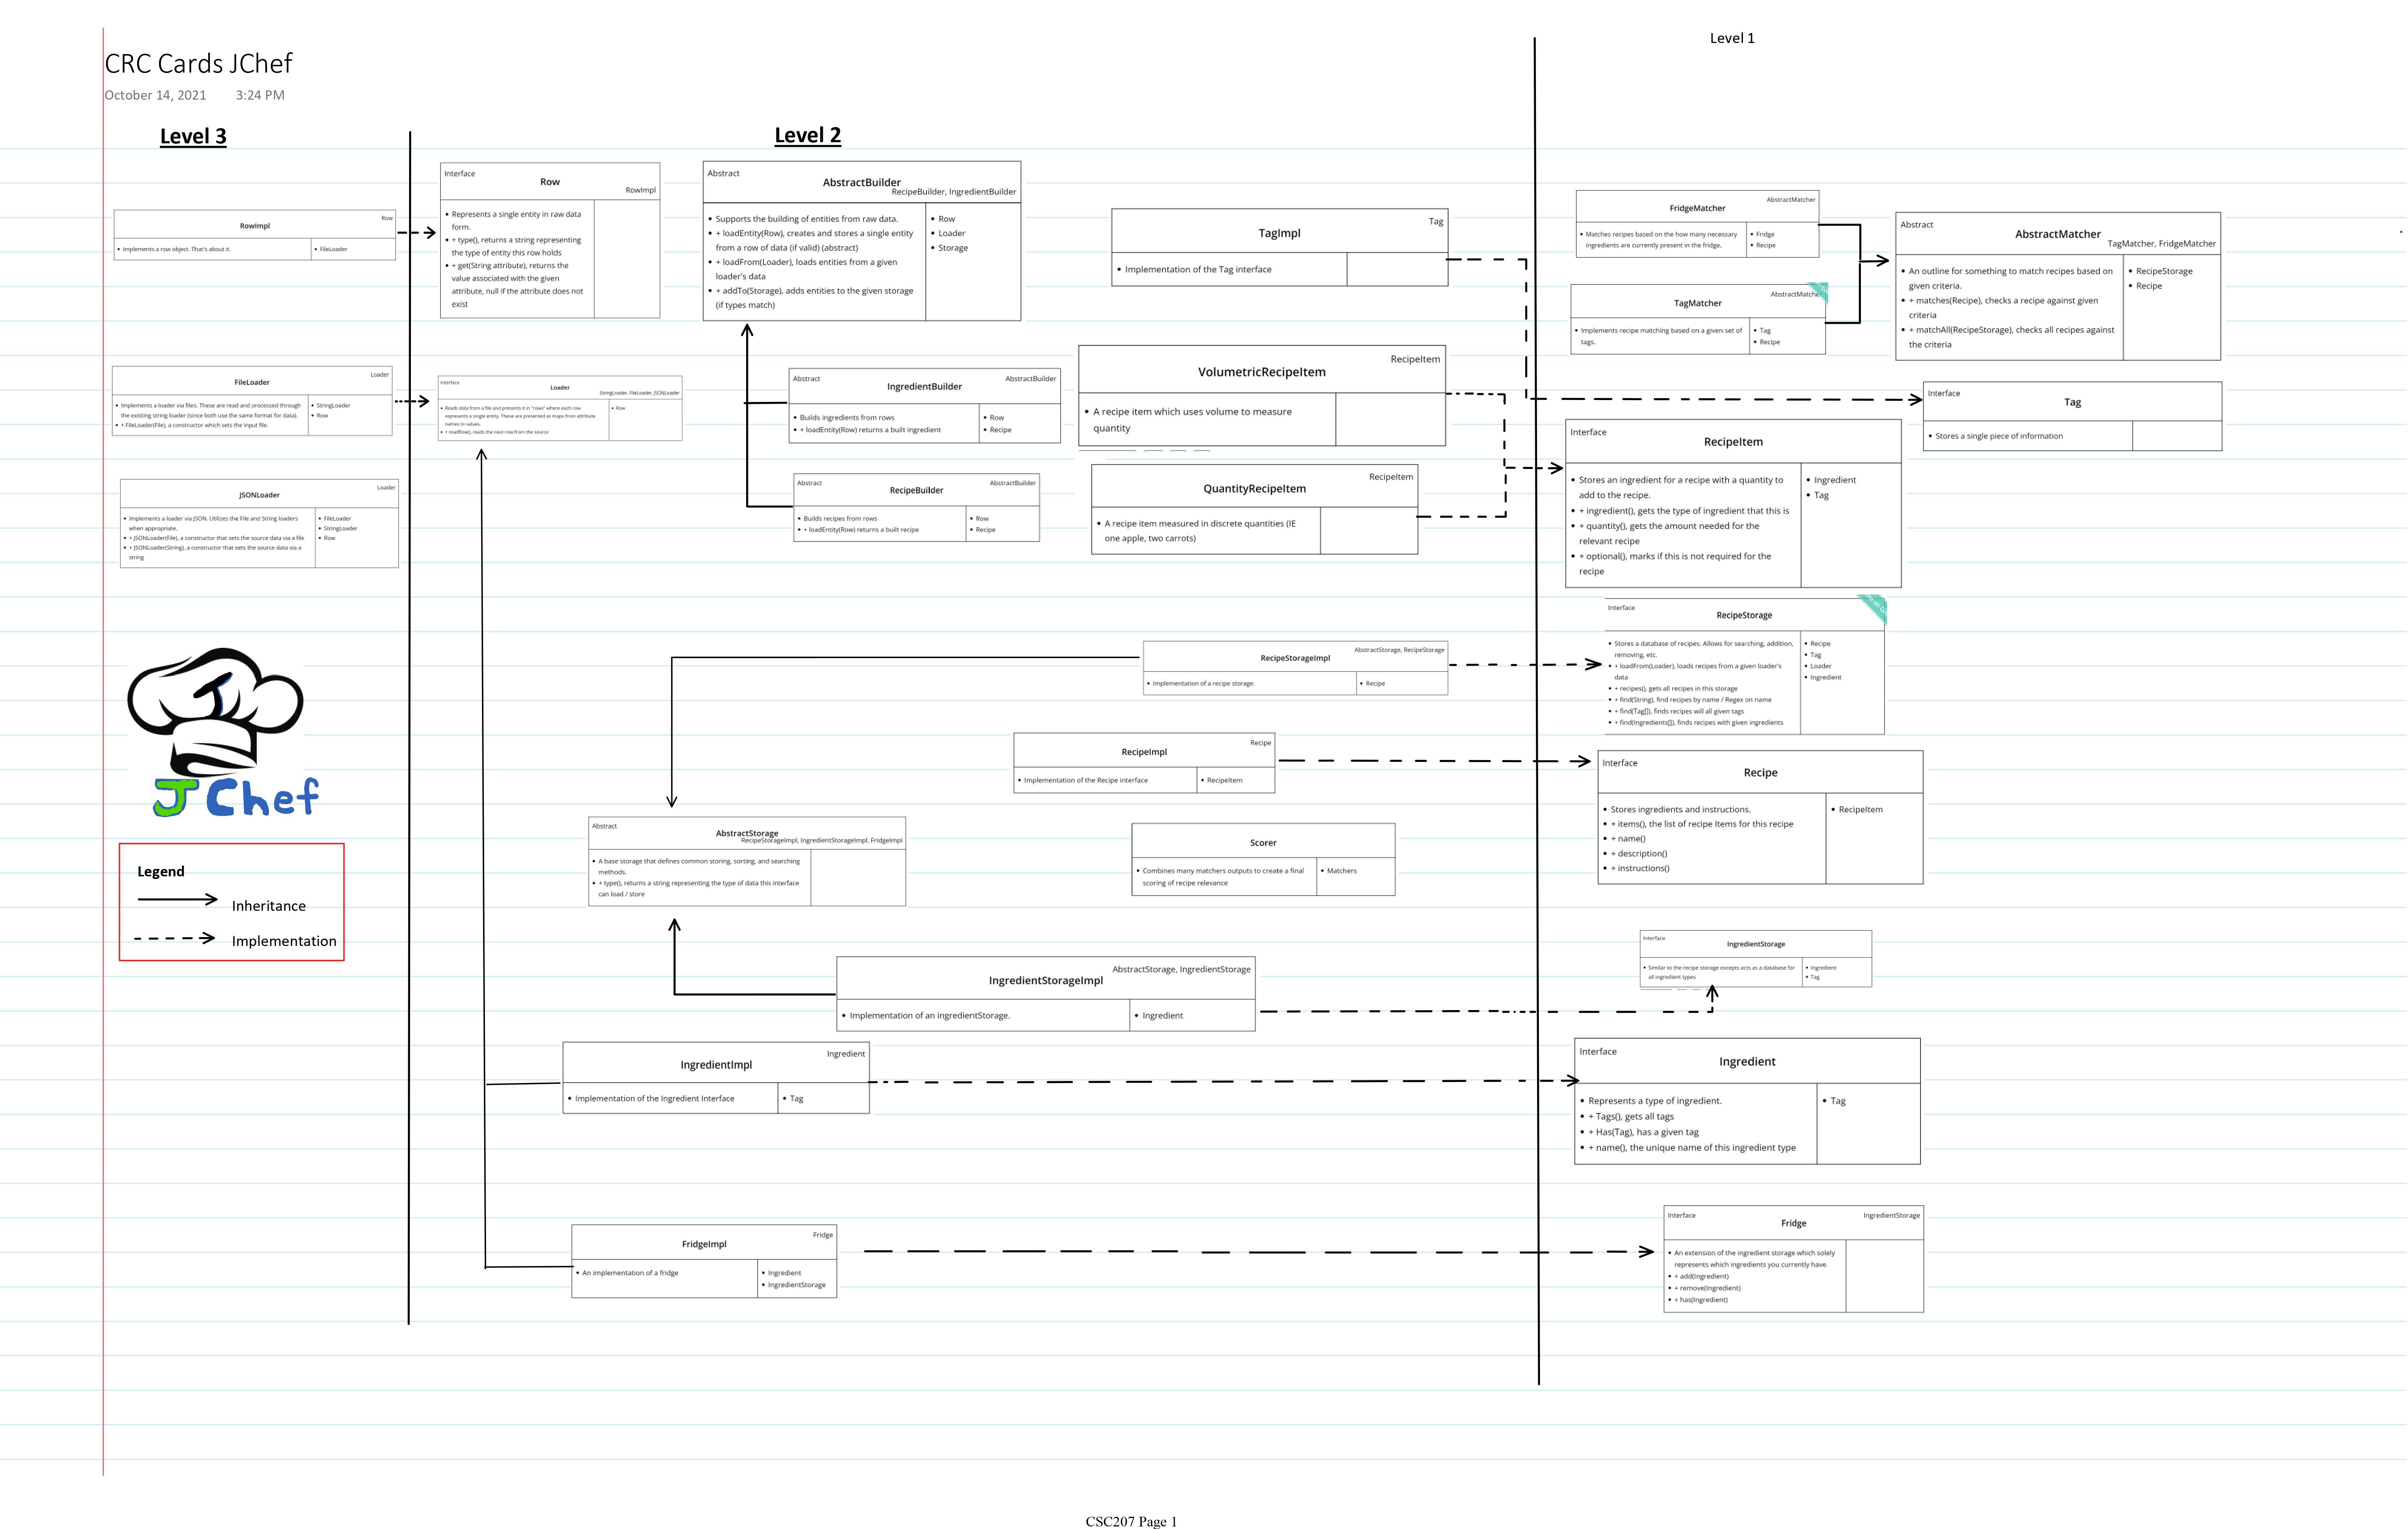 CRC Cards JChef
October 14, 2021 3:24 PM
Level 3
Level 2
Level 1
Row
RowImpl
• Implements a row object. That's about it.
• FileLoader
Loader
FileLoader
• Implements a loader via files. These are read and processed through
the existing string loader (since both use the same format for data).
• + FileLoader(File), a constructor which sets the input file.
• StringLoader
• Row
Loader
JSONLoader
• Implements a loader via JSON. Utilizes the File and String loaders
when appropriate.
• + JSONLoader(File), a constructor that sets the source data via a file
• + JSONLoader(String), a constructor that sets the source data via a
string
• FileLoader
• StringLoader
• Row
J
J Chef
Legend
Inheritance
Implementation
Interface
Row
RowImpl
• Represents a single entity in raw data
form.
• + type(), returns a string representing
the type of entity this row holds
• + get(String attribute), returns the
value associated with the given
attribute, null if the attribute does not
exist
Interface
Loader
StringLoader, FileLoader, JSONLoader
• Reads data from a file and presents it in "rows" where each row
represents a single entity. These are presented as maps from attribute
names to values.
• + readRow(), reads the next row from the source
• Row
Abstract
AbstractBuilder
RecipeBuilder, IngredientBuilder
• Supports the building of entities from raw data.
• + loadEntity(Row), creates and stores a single entity
from a row of data (if valid) (abstract)
• + loadFrom(Loader), loads entities from a given
loader's data
• + addTo(Storage), adds entities to the given storage
(if types match)
• Row
• Loader
• Storage
Abstract
AbstractBuilder
IngredientBuilder
• Builds ingredients from rows
• + loadEntity(Row) returns a built ingredient
• Row
• Recipe
Abstract
AbstractBuilder
RecipeBuilder
• Builds recipes from rows
• + loadEntity(Row) returns a built recipe
• Row
• Recipe
Tag
TagImpl
• Implementation of the Tag interface
RecipeItem
VolumetricRecipeItem
• A recipe item which uses volume to measure
quantity
RecipeItem
QuantityRecipeItem
• A recipe item measured in discrete quantities (IE
one apple, two carrots)
AbstractStorage, RecipeStorage
RecipeStorageImpl
• Implementation of a recipe storage.
• Recipe
Recipe
RecipeImpl
• Implementation of the Recipe interface
• RecipeItem
Abstract
AbstractStorage
RecipeStorageImpl, IngredientStorageImpl, FridgeImpl
• A base storage that defines common storing, sorting, and searching
methods.
• + type(), returns a string representing the type of data this interface
can load / store
Scorer
• Combines many matchers outputs to create a final
scoring of recipe relevance
• Matchers
AbstractStorage, IngredientStorage
IngredientStorageImpl
• Implementation of an ingredientStorage.
• Ingredient
Ingredient
IngredientImpl
• Implementation of the Ingredient Interface
• Tag
Fridge
FridgeImpl
• An implementation of a fridge
• Ingredient
• IngredientStorage
AbstractMatcher
FridgeMatcher
• Matches recipes based on the how many necessary
ingredients are currently present in the fridge.
• Fridge
• Recipe
AbstractMatcher
TagMatcher
• Implements recipe matching based on a given set of
tags.
• Tag
• Recipe
Abstract
AbstractMatcher
TagMatcher, FridgeMatcher
• An outline for something to match recipes based on
given criteria.
• + matches(Recipe), checks a recipe against given
criteria
• + matchAll(RecipeStorage), checks all recipes against
the criteria
• RecipeStorage
• Recipe
Interface
Tag
• Stores a single piece of information
Interface
RecipeItem
• Stores an ingredient for a recipe with a quantity to
add to the recipe.
• + ingredient(), gets the type of ingredient that this is
• + quantity(), gets the amount needed for the
relevant recipe
• + optional(), marks if this is not required for the
recipe
• Ingredient
• Tag
Interface
RecipeStorage
• Stores a database of recipes. Allows for searching, addition,
removing, etc.
• + loadFrom(Loader), loads recipes from a given loader's
data
• + recipes(), gets all recipes in this storage
• + find(String), find recipes by name / Regex on name
• + find(Tag[]), finds recipes will all given tags
• + find(Ingredients[]), finds recipes with given ingredients
• Recipe
• Tag
• Loader
• Ingredient
Interface
Recipe
• Stores ingredients and instructions.
• + items(), the list of recipe Items for this recipe
• + name()
• + description()
• + instructions()
• RecipeItem
Interface
IngredientStorage
• Similar to the recipe storage excepts acts as a database for
all ingredient types
• Ingredient
• Tag
Interface
Ingredient
• Represents a type of ingredient.
• + Tags(), gets all tags
• + Has(Tag), has a given tag
• + name(), the unique name of this ingredient type
• Tag
Interface
IngredientStorage
Fridge
• An extension of the ingredient storage which solely
represents which ingredients you currently have.
• + add(Ingredient)
• + remove(Ingredient)
• + has(Ingredient)
CSC207 Page 1